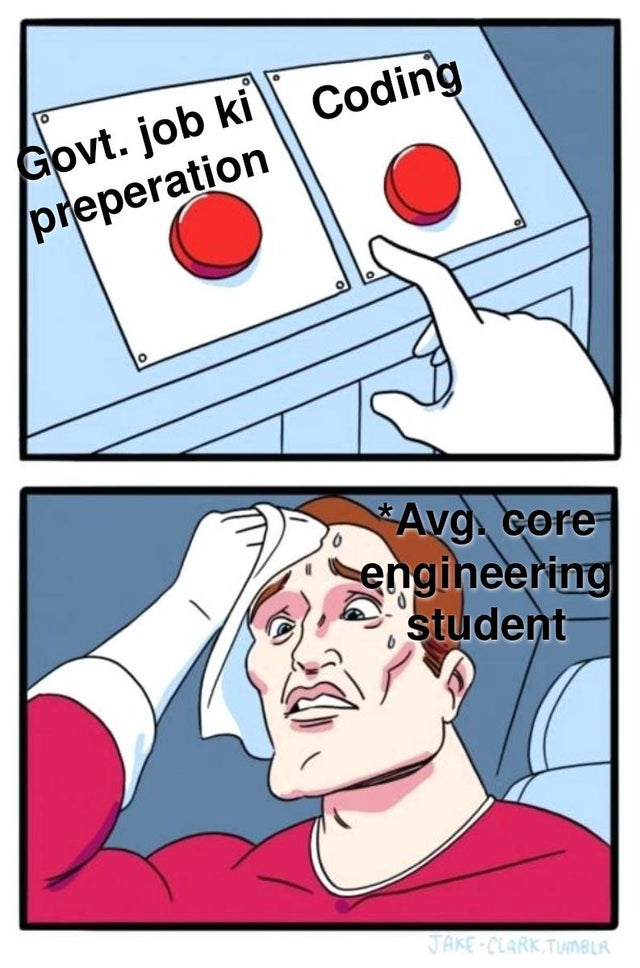 Govt. job ki
preperation
Coding
*Avg. core
engineering
student
JAKE-CLARK.TUMBLR